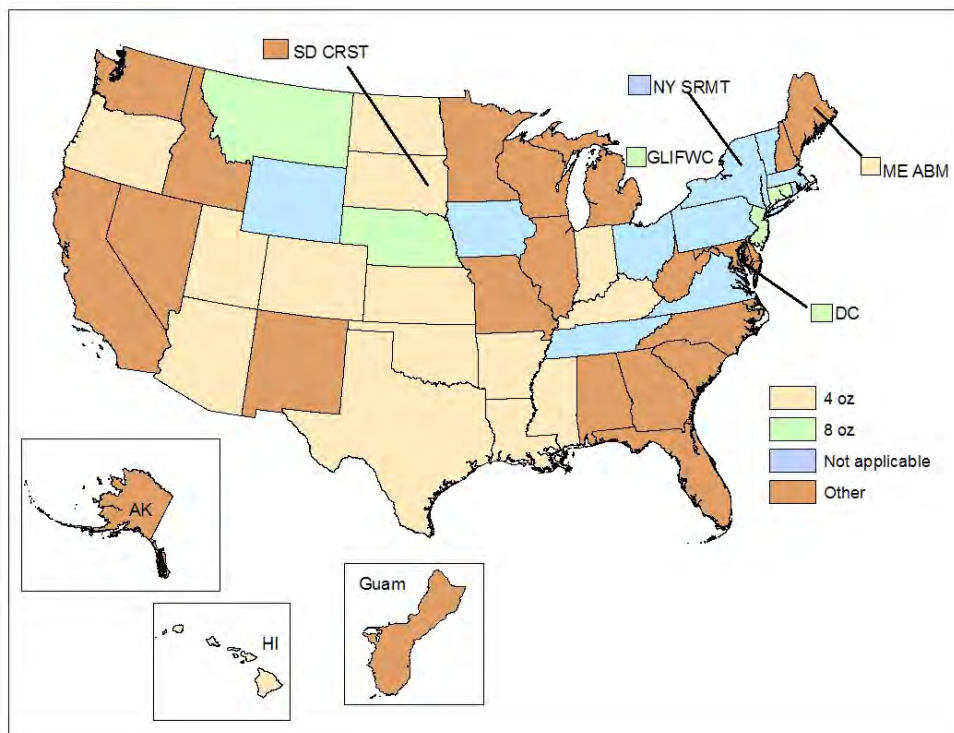 SD CRST
NY SRMT
GLIFWC
ME ABM
DC
4 oz
8 oz
Not applicable
Other
AK
Guam
HI